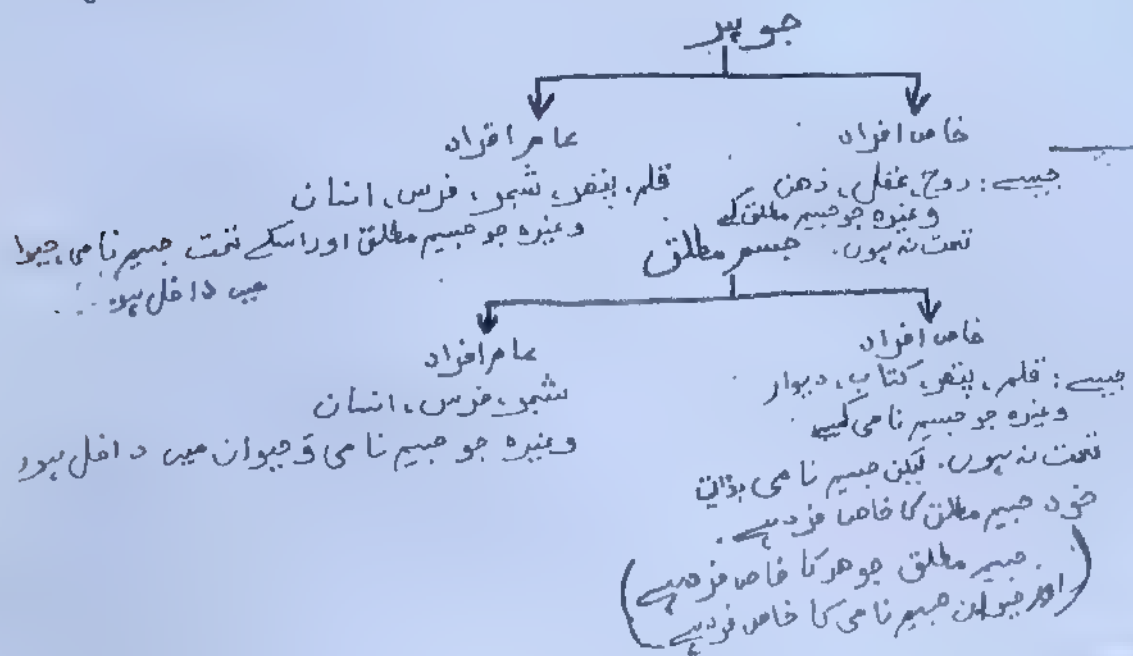 جوہر
خاص افراد
جیسے: روح، عقل، ذھن
وغیرہ جو جسم مطلق کے
تحت نہ ہوں.
عام افراد
قلم، پتھر، شجر، فرس، انسان
وغیرہ جو جسم مطلق اور اسکے تحت جسم نامی، حیوا
میں داخل ہو.
جسم مطلق
خاص افراد
جیسے: قلم، پتھر، کتاب، دیوار
وغیرہ جو جسم نامی کے
تحت نہ ہوں. لیکن جسم نامی بذات
خود جسم مطلق کا خاص فرد ہے.
(جسم مطلق جوھر کا خاص فرد ہے
اور حیوان جسم نامی کا خاص فرد ہے)
عام افراد
شجر، فرس، انسان
وغیرہ جو جسم نامی و حیوان میں داخل ہو